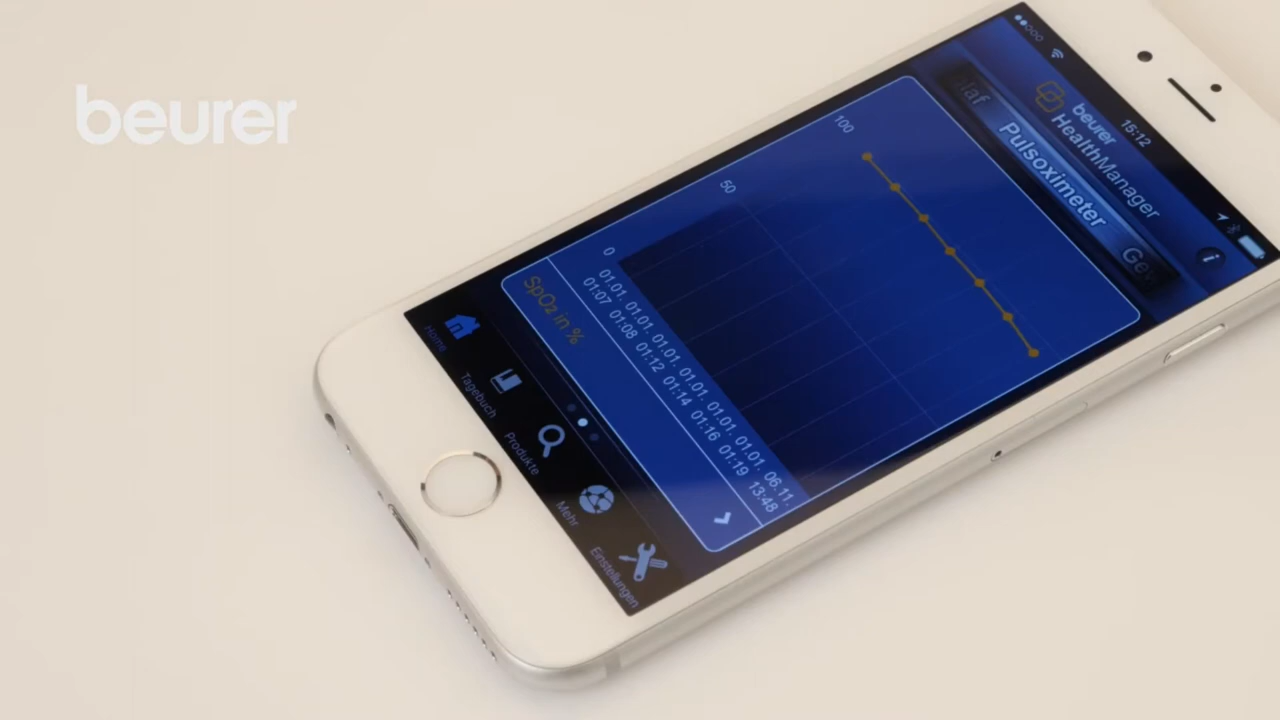 beurer
15:12
beurer
HealthManager
laf Pulsoximeter Gew
100
50
0
01.01. 01.01. 01.01. 01.01. 01.01. 01.01. 06.11.
01:07 01:08 01:12 01:14 01:16 01:19 13:48
SpO₂ in %
Home Tagebuch Produkte Mehr Einstellungen